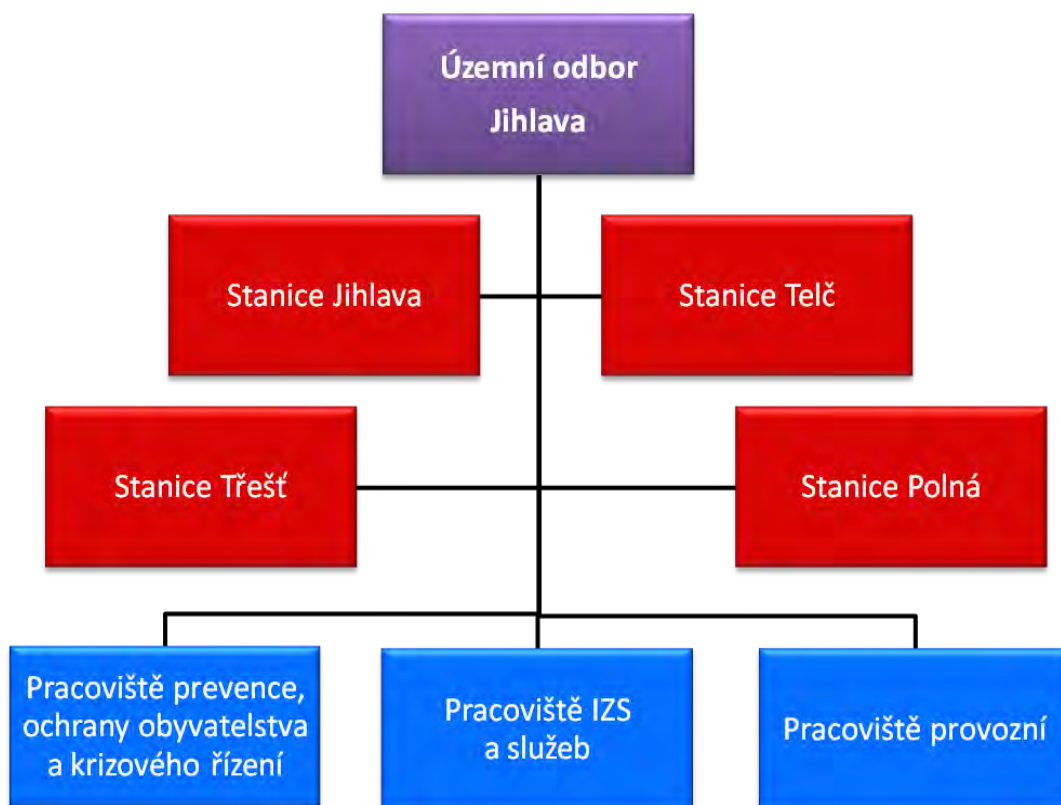 Územní odbor
Jihlava
Stanice Jihlava
Stanice Telč
Stanice Třešť
Stanice Polná
Pracoviště prevence,
ochrany obyvatelstva
a krizového řízení
Pracoviště IZS
a služeb
Pracoviště provozní